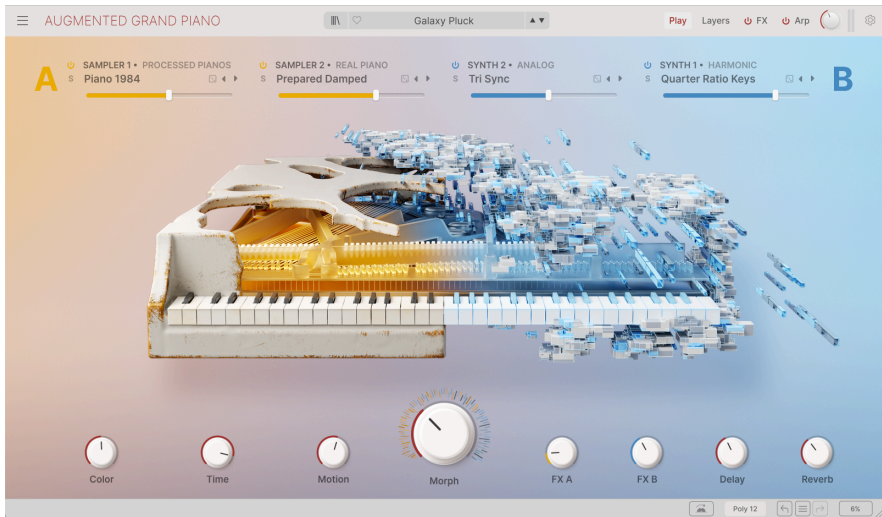 AUGMENTED GRAND PIANO
Galaxy Pluck
Play
Layers
FX
Arp
A
SAMPLER 1 • PROCESSED PIANOS
S Piano 1984
SAMPLER 2 • REAL PIANO
S Prepared Damped
SYNTH 2 • ANALOG
S Tri Sync
SYNTH 1 • HARMONIC
S Quarter Ratio Keys
B
Color
Time
Motion
Morph
FX A
FX B
Delay
Reverb
Poly 12
6%